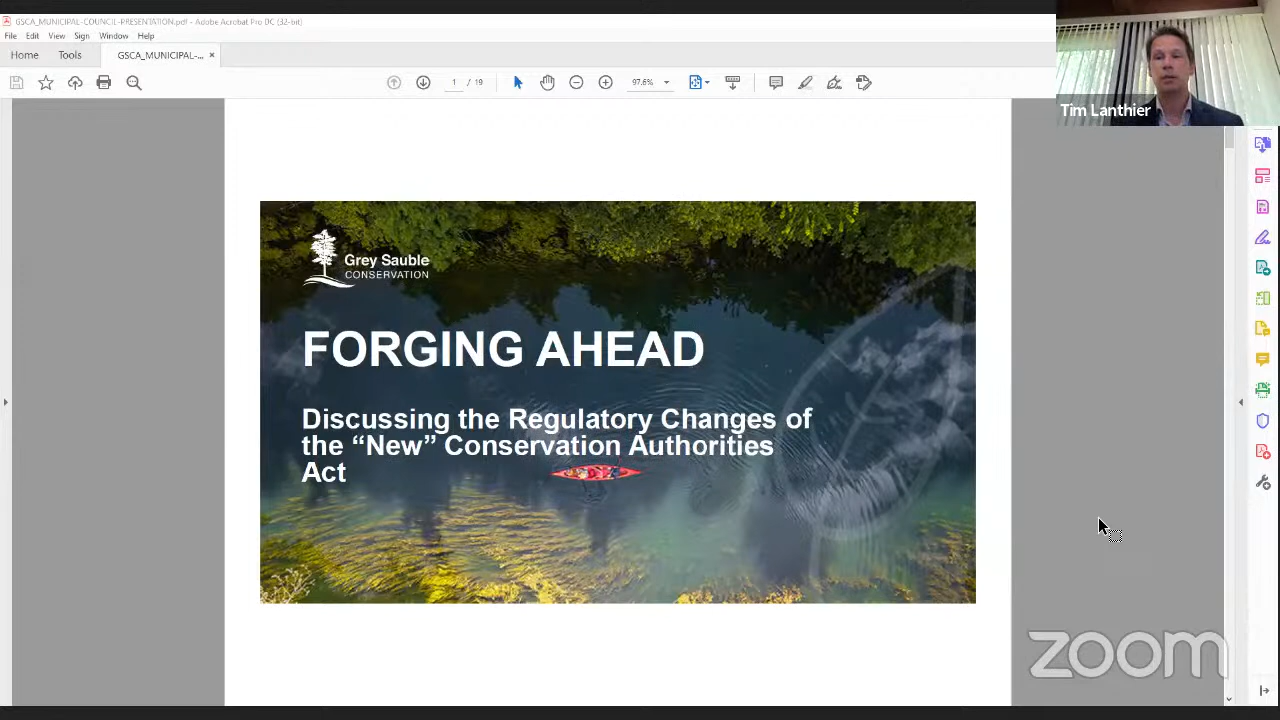 GSCA_MUNICIPAL-COUNCIL-PRESENTATION.pdf - Adobe Acrobat Pro DC (32-bit)
File Edit View Sign Window Help
Home Tools GSCA_MUNICIPAL-... ×
1 / 19 97.6%
Tim Lanthier
Grey Sauble
CONSERVATION
FORGING AHEAD
Discussing the Regulatory Changes of
the “New” Conservation Authorities
Act
zoom